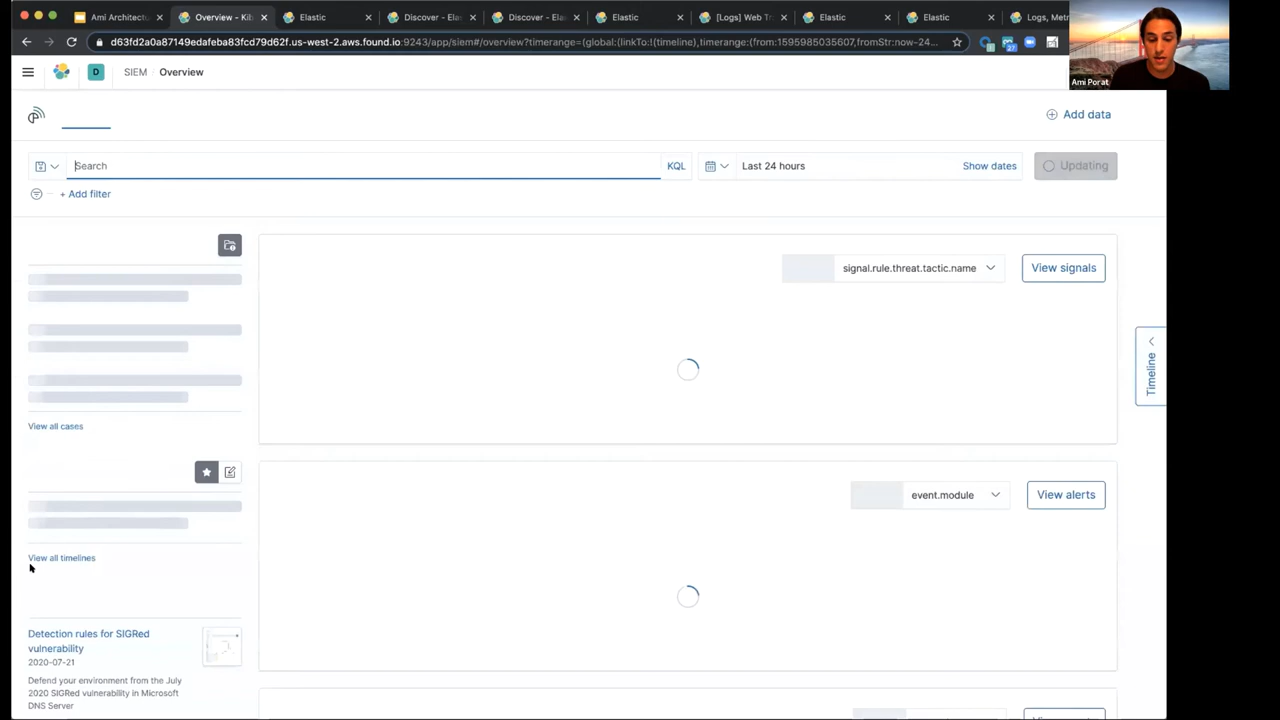 Ami Architectu
Overview - Kib
Elastic
Discover - Elas
Discover - Elas
Elastic
[Logs] Web Tr
Elastic
Elastic
Logs, Metr
d63fd2a0a87149edafeba83fcd79d62f.us-west-2.aws.found.io:9243/app/siem#/overview?timerange=(global:(linkTo:!(timeline),timerange:(from:1595985035607,fromStr:now-24...
27
Ami Porat
D
SIEM
Overview
Add data
Search
KQL
Last 24 hours
Show dates
Updating
+ Add filter
signal.rule.threat.tactic.name
View signals
Timeline
View all cases
event.module
View alerts
View all timelines
Detection rules for SIGRed
vulnerability
2020-07-21
Defend your environment from the July
2020 SIGRed vulnerability in Microsoft
DNS Server